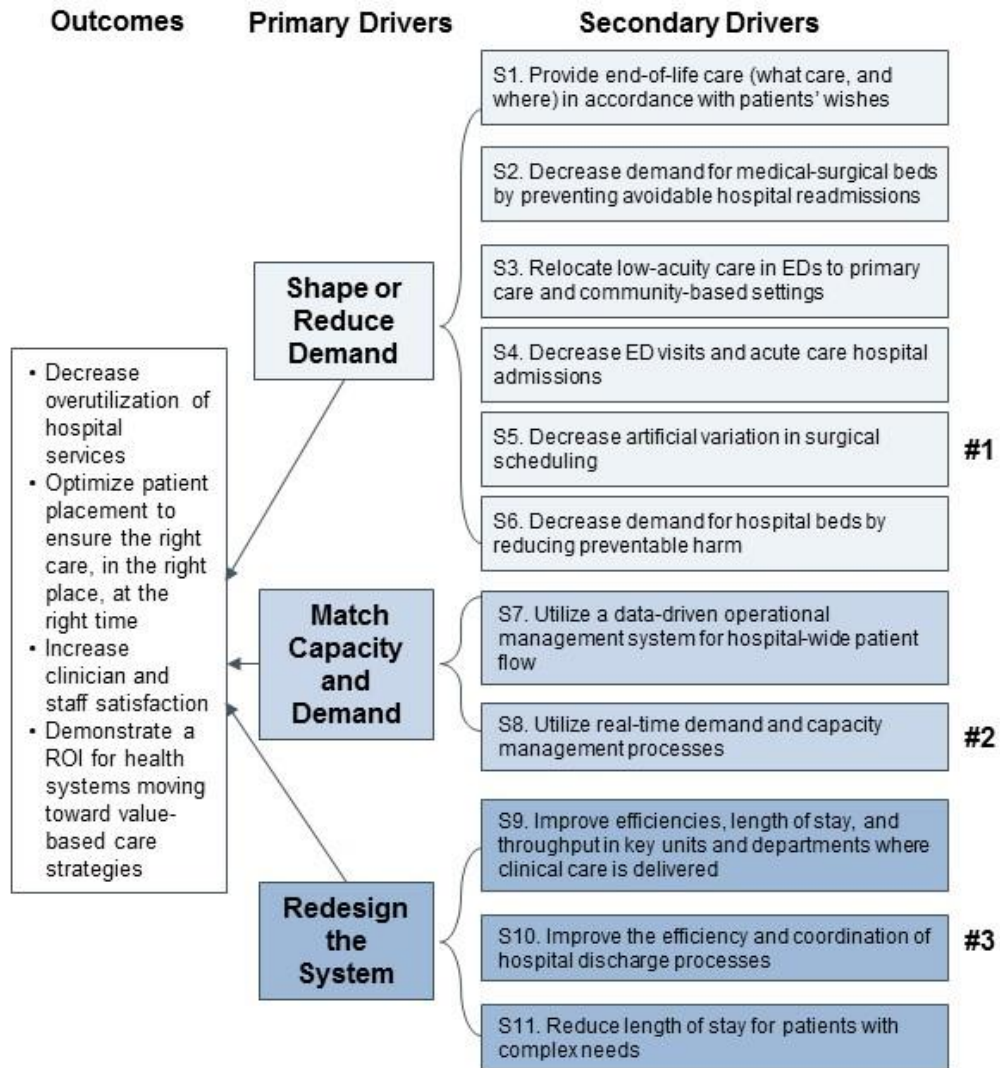 Outcomes
Primary Drivers
Secondary Drivers
• Decrease
overutilization of
hospital
services
• Optimize patient
placement to
ensure the right
care, in the right
place, at the
right time
• Increase
clinician and
staff satisfaction
• Demonstrate a
ROI for health
systems moving
toward value-
based care
strategies
Shape or
Reduce
Demand
S1. Provide end-of-life care (what care, and
where) in accordance with patients' wishes
S2. Decrease demand for medical-surgical beds
by preventing avoidable hospital readmissions
S3. Relocate low-acuity care in EDs to primary
care and community-based settings
S4. Decrease ED visits and acute care hospital
admissions
S5. Decrease artificial variation in surgical
scheduling
#1
S6. Decrease demand for hospital beds by
reducing preventable harm
Match
Capacity
and
Demand
S7. Utilize a data-driven operational
management system for hospital-wide patient
flow
S8. Utilize real-time demand and capacity
management processes
#2
Redesign
the
System
S9. Improve efficiencies, length of stay, and
throughput in key units and departments where
clinical care is delivered
S10. Improve the efficiency and coordination of
hospital discharge processes
#3
S11. Reduce length of stay for patients with
complex needs